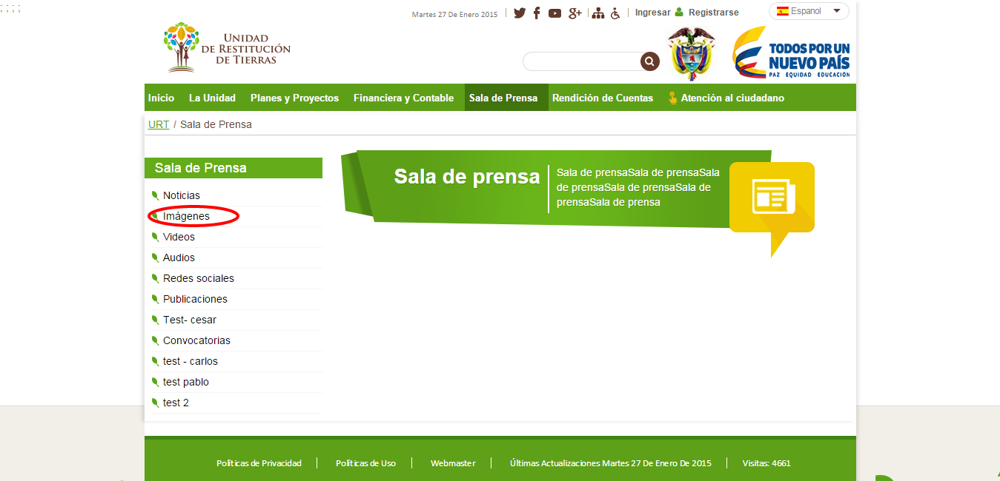 ; ; ; ;
Martes 27 De Enero 2015
Ingresar
Registrarse
Espanol
UNIDAD
DE RESTITUCIÓN
DE TIERRAS
TODOS POR UN
NUEVO PAÍS
PAZ EQUIDAD EDUCACIÓN
Inicio
La Unidad
Planes y Proyectos
Financiera y Contable
Sala de Prensa
Rendición de Cuentas
Atención al ciudadano
URT / Sala de Prensa
Sala de Prensa
Noticias
Imágenes
Videos
Audios
Redes sociales
Publicaciones
Test- cesar
Convocatorias
test - carlos
test pablo
test 2
Sala de prensa
Sala de prensaSala de prensaSala
de prensaSala de prensaSala de
prensaSala de prensa
Políticas de Privacidad
Políticas de Uso
Webmaster
Últimas Actualizaciones Martes 27 De Enero De 2015
Visitas: 4661